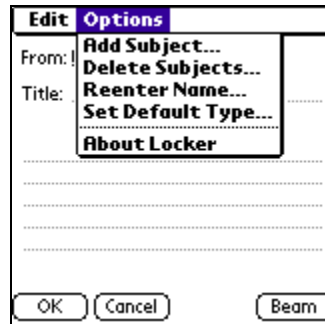 Edit Options
Add Subject...
From:
Delete Subjects...
Title:
Reenter Name...
Set Default Type...
About Locker
OK Cancel Beam